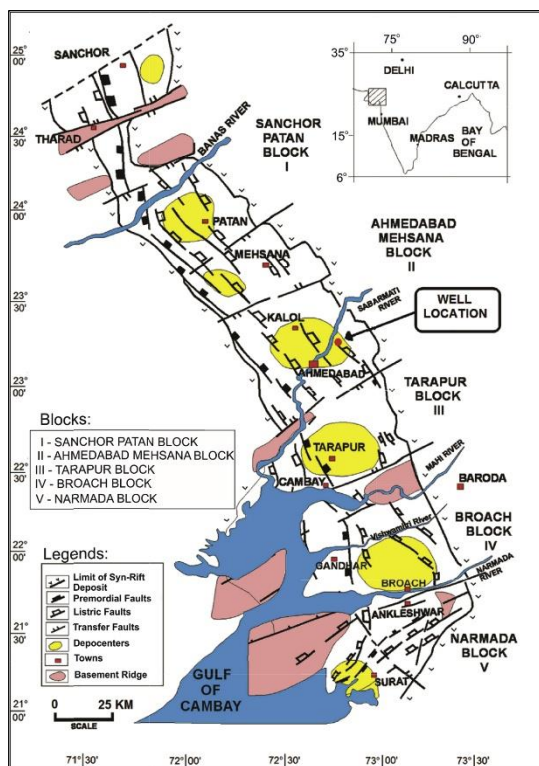 25°
00'
SANCHOR
THARAD
24°
30'
BANAS RIVER
SANCHOR
PATAN
BLOCK
I
35°
75°
90°
DELHI
CALCUTTA
MUMBAI
15°
MADRAS
BAY
OF
BENGAL
6°
24°
00'
PATAN
MEHSANA
AHMEDABAD
MEHSANA
BLOCK
II
23°
30'
KALOL
SABARMATI
RIVER
WELL
LOCATION
AHMEDABAD
23°
00'
TARAPUR
BLOCK
III
Blocks:
I - SANCHOR PATAN BLOCK
II - AHMEDABAD MEHSANA BLOCK
III - TARAPUR BLOCK
IV - BROACH BLOCK
V - NARMADA BLOCK
TARAPUR
22°
30'
CAMBAY
MAHI RIVER
BARODA
22°
00'
Vishwamitri River
GANDHAR
BROACH
BLOCK
IV
BROACH
NARMADA
RIVER
ANKLESHWAR
NARMADA
BLOCK
V
Legends:
Limit of Syn-Rift
Deposit
Premordial Faults
Listric Faults
Transfer Faults
Depocenters
Towns
Basement Ridge
21°
30'
GULF
OF
CAMBAY
SURAT
0 25 KM
SCALE
21°
00'
71°30' 72°00' 72°30' 73°00' 73°30'